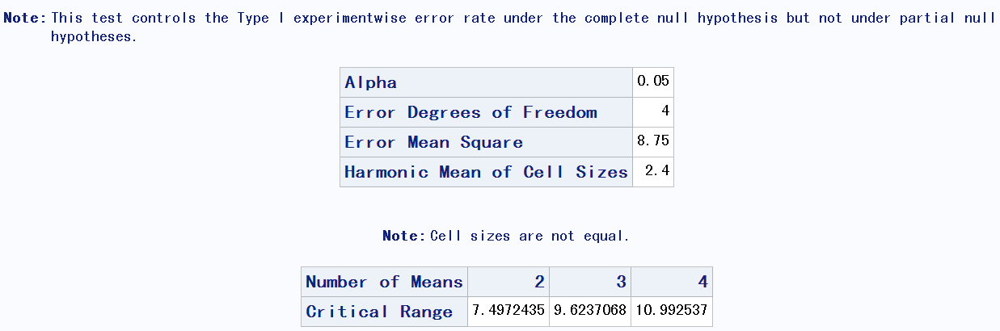 Note: This test controls the Type I experimentwise error rate under the complete null hypothesis but not under partial null
hypotheses.
Alpha 0.05
Error Degrees of Freedom 4
Error Mean Square 8.75
Harmonic Mean of Cell Sizes 2.4
Note: Cell sizes are not equal.
Number of Means 2 3 4
Critical Range 7.4972435 9.6237068 10.992537